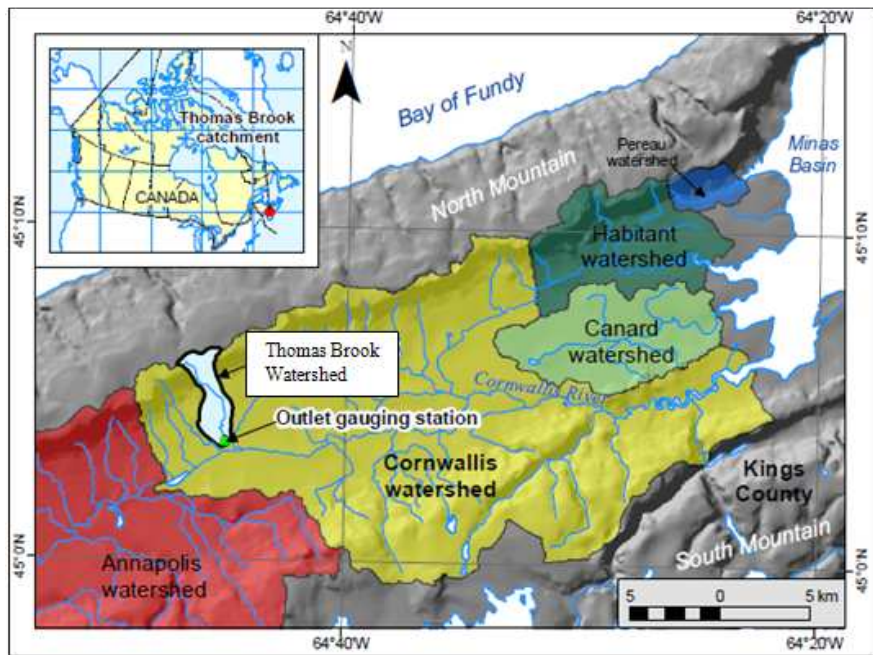 64°40'W
64°20'W
N
Thomas Brook
catchment
CANADA
Bay of Fundy
Minas
Basin
Pereau
watershed
North Mountain
45°10'N
45°10'N
Habitant
watershed
Canard
watershed
Thomas Brook
Watershed
Cornwallis River
Outlet gauging station
Cornwallis
watershed
Kings
County
South Mountain
45°0'N
45°0'N
Annapolis
watershed
5 0 5 km
64°40'W
64°20'W